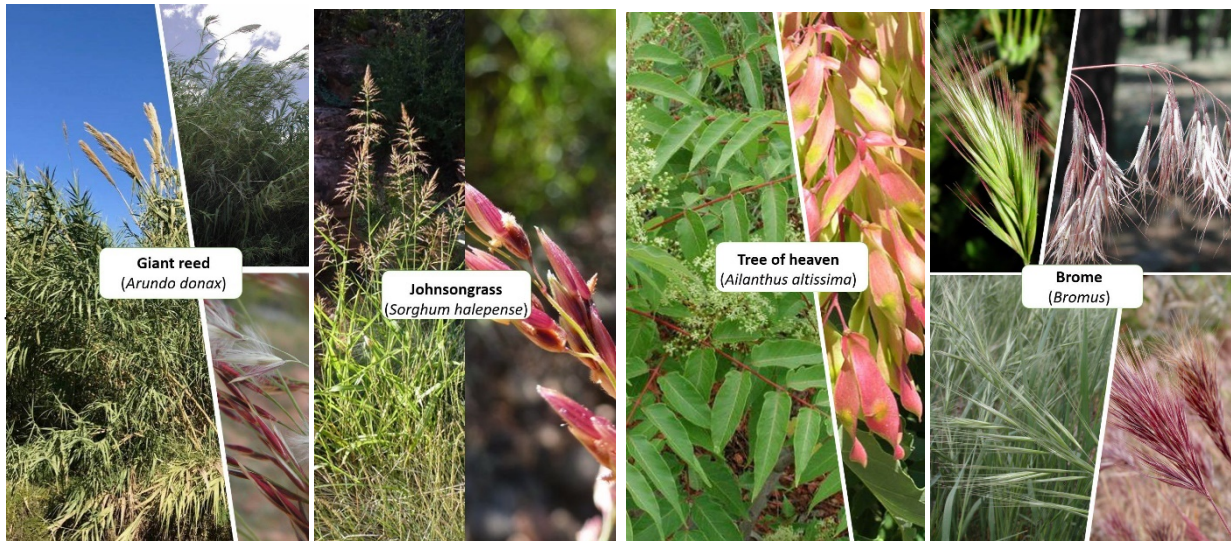 Giant reed
(Arundo donax)
Johnsongrass
(Sorghum halepense)
Tree of heaven
(Ailanthus altissima)
Brome
(Bromus)